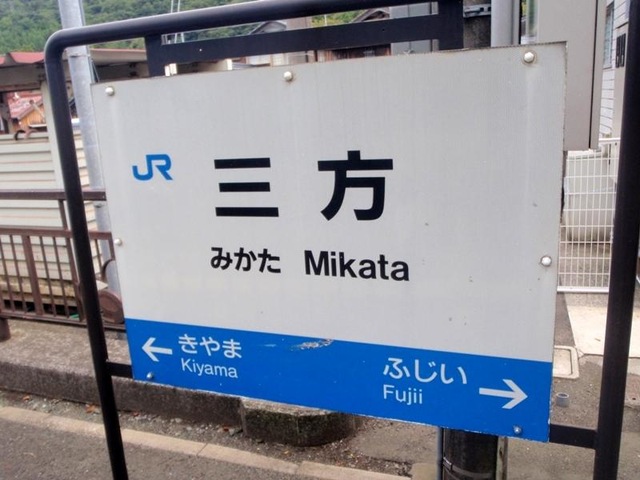 JR 三方
みかた Mikata
← きやま
Kiyama
ふじい →
Fujii